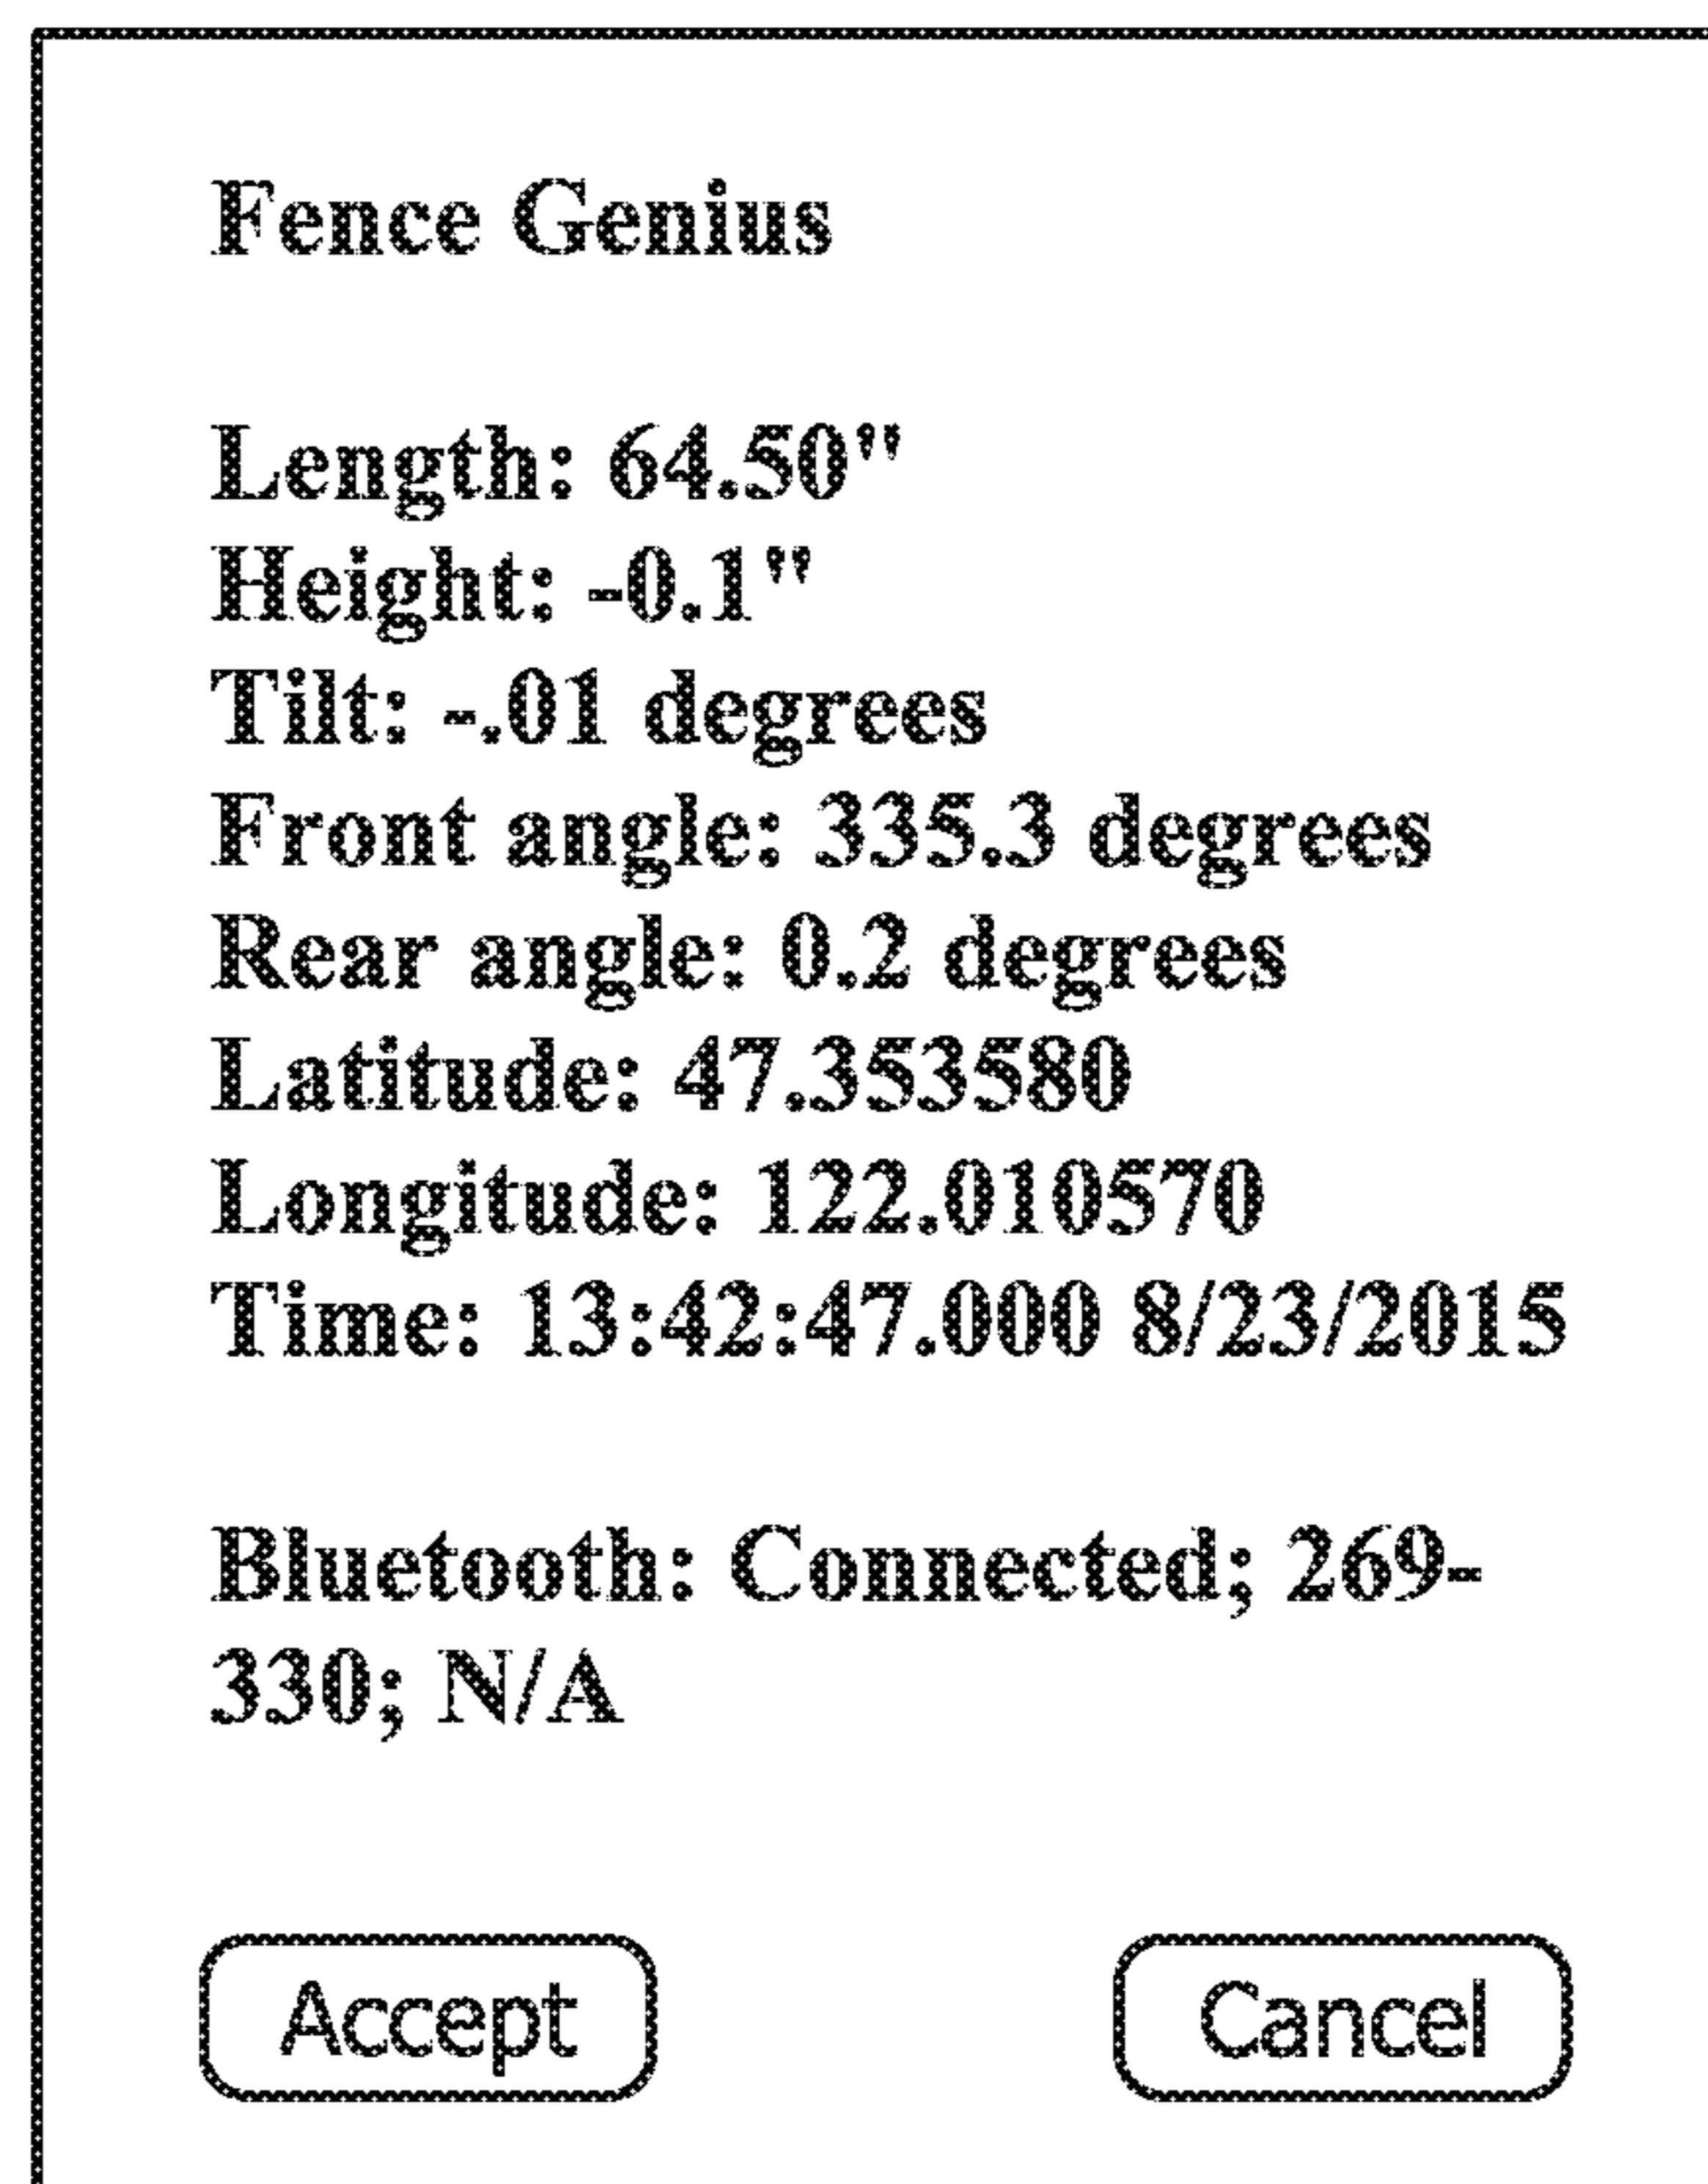 Fence Genius
Length: 64.50"
Height: -0.1"
Tilt: -.01 degrees
Front angle: 335.3 degrees
Rear angle: 0.2 degrees
Latitude: 47.353580
Longitude: 122.010570
Time: 13:42:47.000 8/23/2015
Bluetooth: Connected; 269-
330; N/A
Accept
Cancel